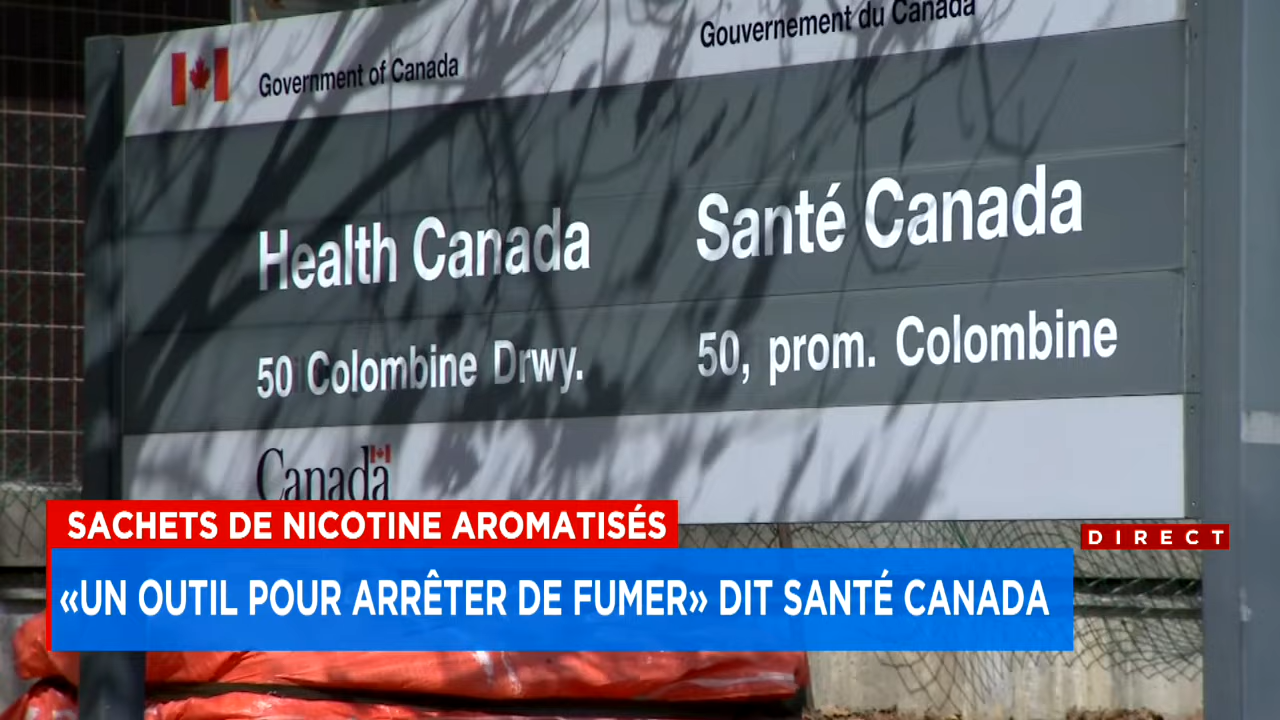 Government of Canada
Gouvernement du Canada
Health Canada
Santé Canada
50 Colombine Drwy.
50, prom. Colombine
Canada
SACHETS DE NICOTINE AROMATISÉS
DIRECT
«UN OUTIL POUR ARRÊTER DE FUMER» DIT SANTÉ CANADA